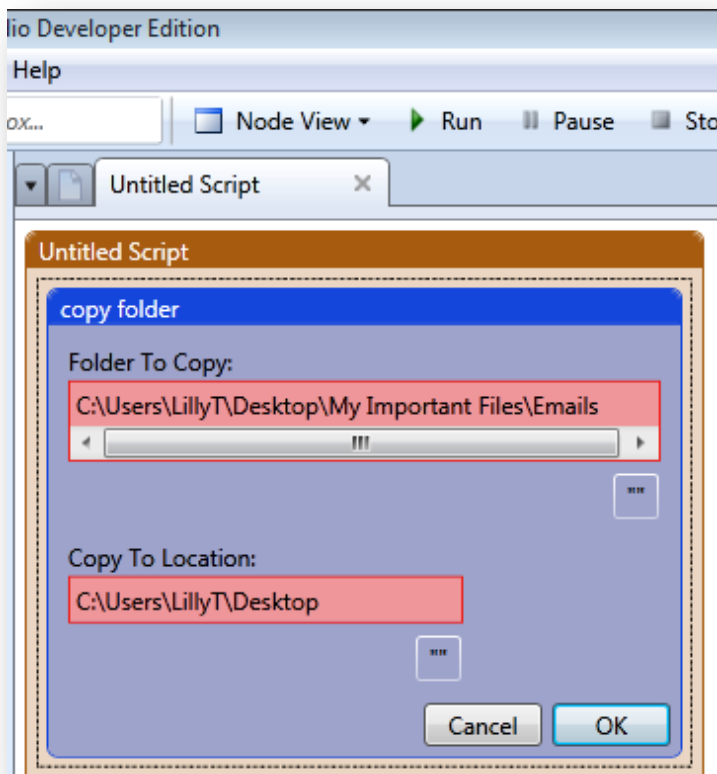 lio Developer Edition
Help
ox...
Node View
Run
Pause
Sto
Untitled Script
Untitled Script
copy folder
Folder To Copy:
C:\Users\LillyT\Desktop\My Important Files\Emails
""
Copy To Location:
C:\Users\LillyT\Desktop
""
Cancel
OK